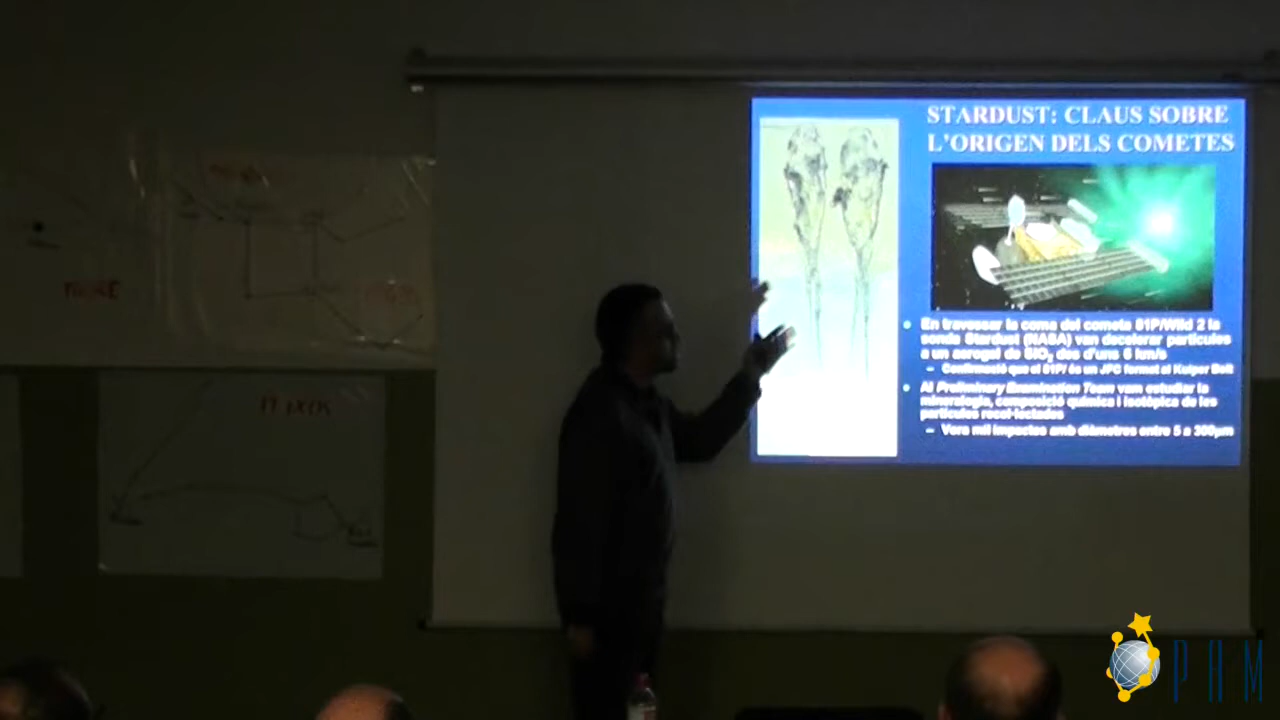 STARDUST: CLAUS SOBRE
L'ORIGEN DELS COMETES
En travessar la coma del cometa 81P/Wild 2 la
sonda Stardust (NASA) van decelerar partícules
a un aerogel de SiO2 des d'uns 6 km/s
– Confirmació que el 81P/ és un JFC format al Kuiper Belt
Al Preliminary Examination Team vam estudiar la
mineralogia, composició química i isotòpica de les
partícules recol·lectades
– Vora mil impactes amb diàmetres entre 5 a 300µm
PAM